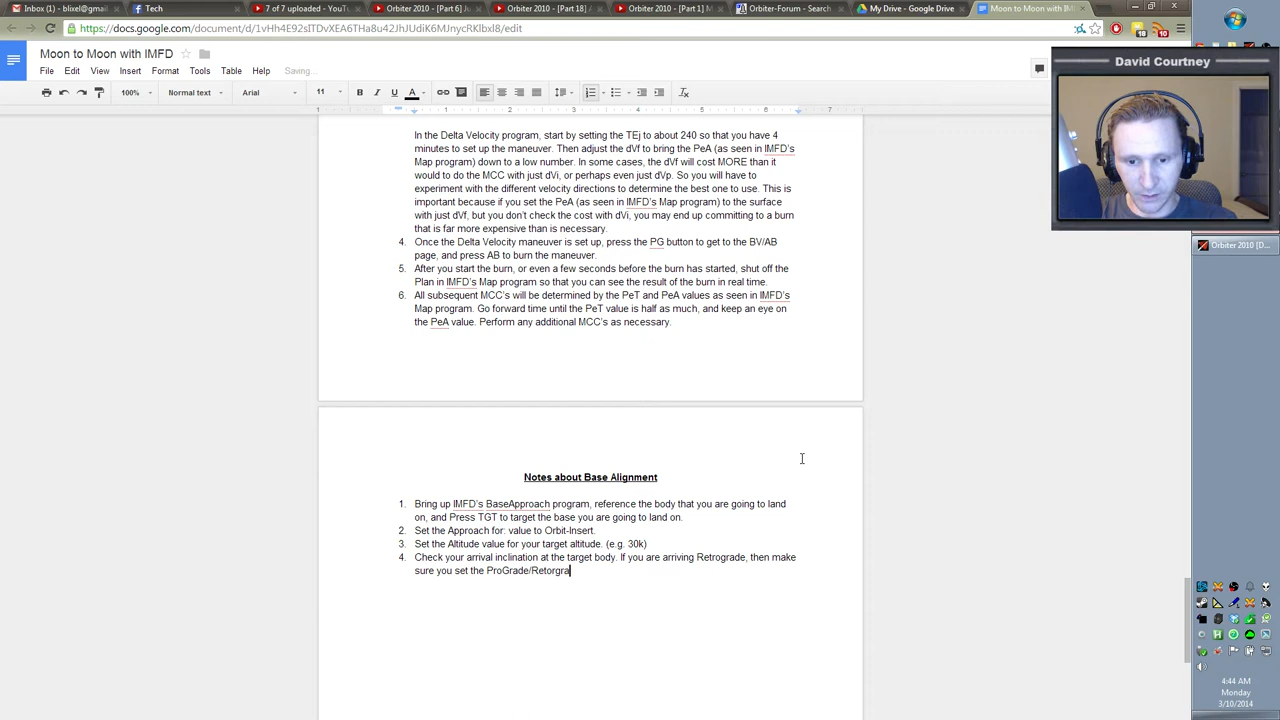 Inbox (1) - blixel@gmail
Tech
7 of 7 uploaded - YouTu
Orbiter 2010 - [Part 6] J
Orbiter 2010 - [Part 18]
Orbiter 2010 - [Part 1] M
Orbiter-Forum - Search
My Drive - Google Drive
Moon to Moon with IMFD
https://docs.google.com/document/d/1vHh4E92sITDvXEA6THa8u42JhJUdiK6MJnycRKlbxI8/edit
Moon to Moon with IMFD
File Edit View Insert Format Tools Table Help Saving...
100% Normal text Arial 11 B I U A
1 1 2 3 4 5 6 7
In the Delta Velocity program, start by setting the TEj to about 240 so that you have 4
minutes to set up the maneuver. Then adjust the dVf to bring the PeA (as seen in IMFD's
Map program) down to a low number. In some cases, the dVf will cost MORE than it
would to do the MCC with just dVi, or perhaps even just dVp. So you will have to
experiment with the different velocity directions to determine the best one to use. This is
important because if you set the PeA (as seen in IMFD's Map program) to the surface
with just dVf, but you don't check the cost with dVi, you may end up committing to a burn
that is far more expensive than is necessary.
4. Once the Delta Velocity maneuver is set up, press the PG button to get to the BV/AB
page, and press AB to burn the maneuver.
5. After you start the burn, or even a few seconds before the burn has started, shut off the
Plan in IMFD's Map program so that you can see the result of the burn in real time.
6. All subsequent MCC's will be determined by the PeT and PeA values as seen in IMFD's
Map program. Go forward time until the PeT value is half as much, and keep an eye on
the PeA value. Perform any additional MCC's as necessary.
Notes about Base Alignment
1. Bring up IMFD's BaseApproach program, reference the body that you are going to land
on, and Press TGT to target the base you are going to land on.
2. Set the Approach for: value to Orbit-Insert.
3. Set the Altitude value for your target altitude. (e.g. 30k)
4. Check your arrival inclination at the target body. If you are arriving Retrograde, then make
sure you set the ProGrade/Retorgra
David Courtney
Orbiter 2010 [D...
4:44 AM
Monday
3/10/2014